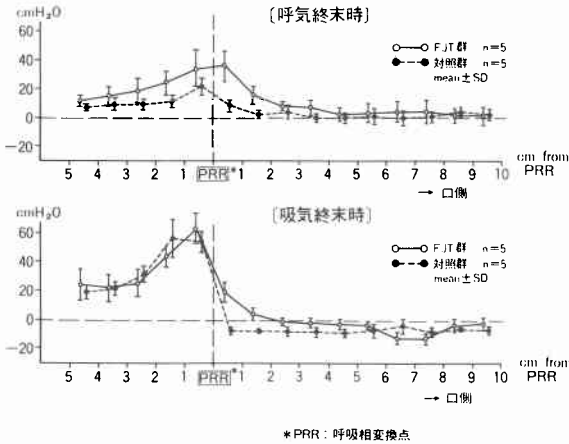 cmH₂O
〔呼気終末時〕
60
40
20
0
−20
FJT群 n=5
対照群 n=5
mean±SD
5 4 3 2 1 PRR* 1 2 3 4 5 6 7 8 9 10
cm from PRR
→ 口側
cmH₂O
〔吸気終末時〕
60
40
20
0
−20
FJT群 n=5
対照群 n=5
mean±SD
5 4 3 2 1 PRR* 1 2 3 4 5 6 7 8 9 10
cm from PRR
→ 口側
*PRR：呼吸相変換点